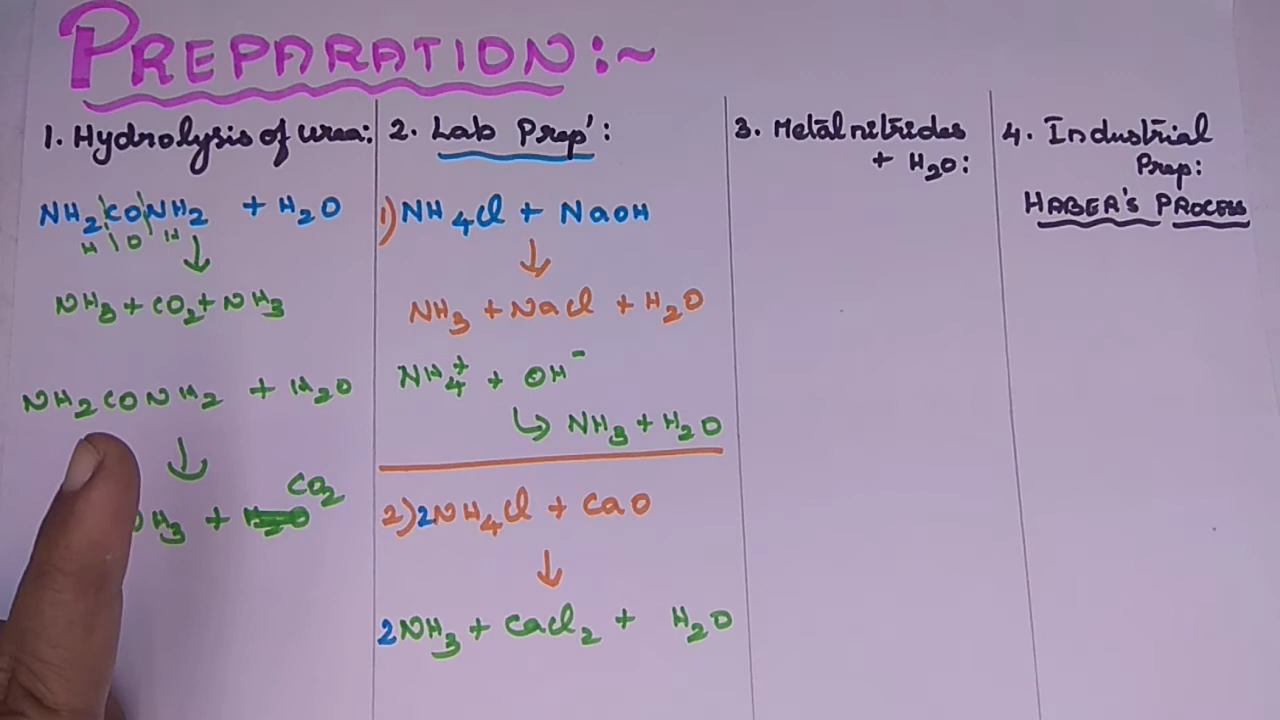 PREPARATION:~
1. Hydrolysis of urea:
NH2CONH2 + H2O
H O H
↓
NH3 + CO2 + NH3
NH2CONH2 + H2O
↓
H3 + CO2
2. Lab Prep':
1) NH4Cl + NaOH
↓
NH3 + NaCl + H2O
NH4+ + OH-
↳ NH3 + H2O
2) 2NH4Cl + CaO
↓
2NH3 + CaCl2 + H2O
3. Metal nitrides
+ H2O:
4. Industrial
Prep:
HABER'S PROCESS